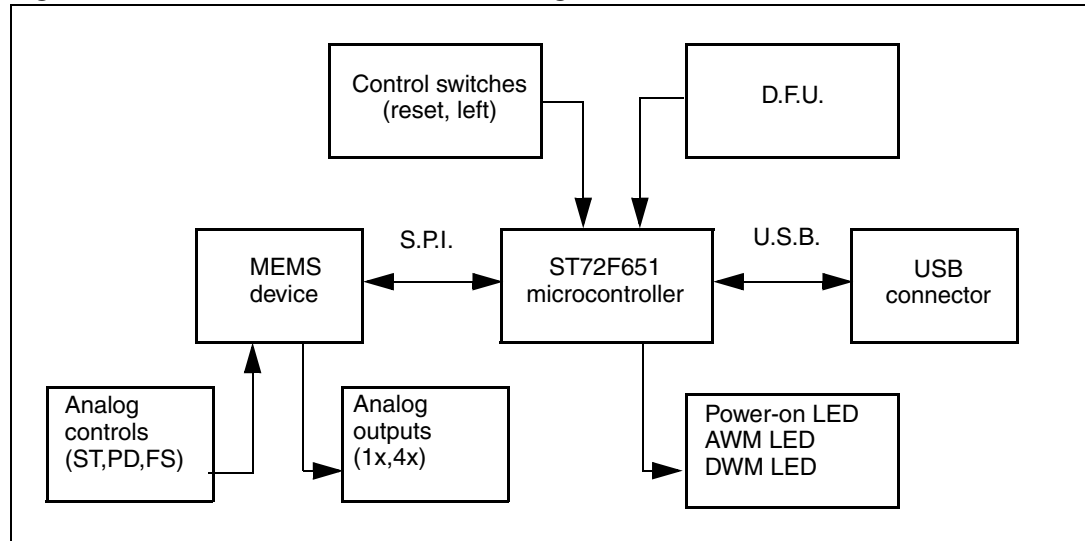 Control switches
(reset, left)
D.F.U.
S.P.I.
U.S.B.
MEMS
device
ST72F651
microcontroller
USB
connector
Analog
controls
(ST,PD,FS)
Analog
outputs
(1x,4x)
Power-on LED
AWM LED
DWM LED